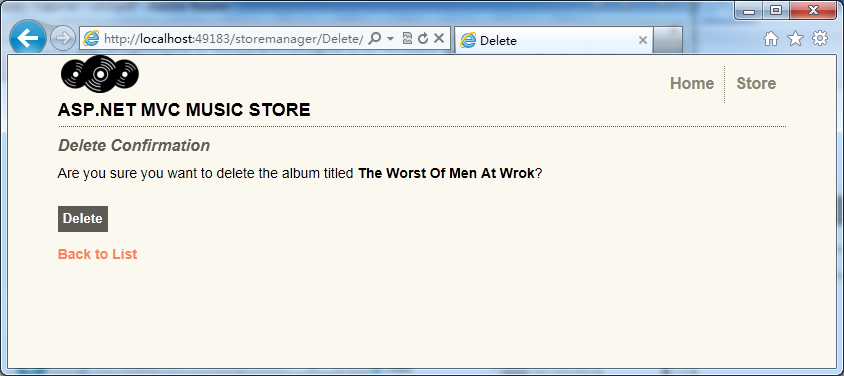 http://localhost:49183/storemanager/Delete/
Delete
Home
Store
ASP.NET MVC MUSIC STORE
Delete Confirmation
Are you sure you want to delete the album titled The Worst Of Men At Wrok?
Delete
Back to List